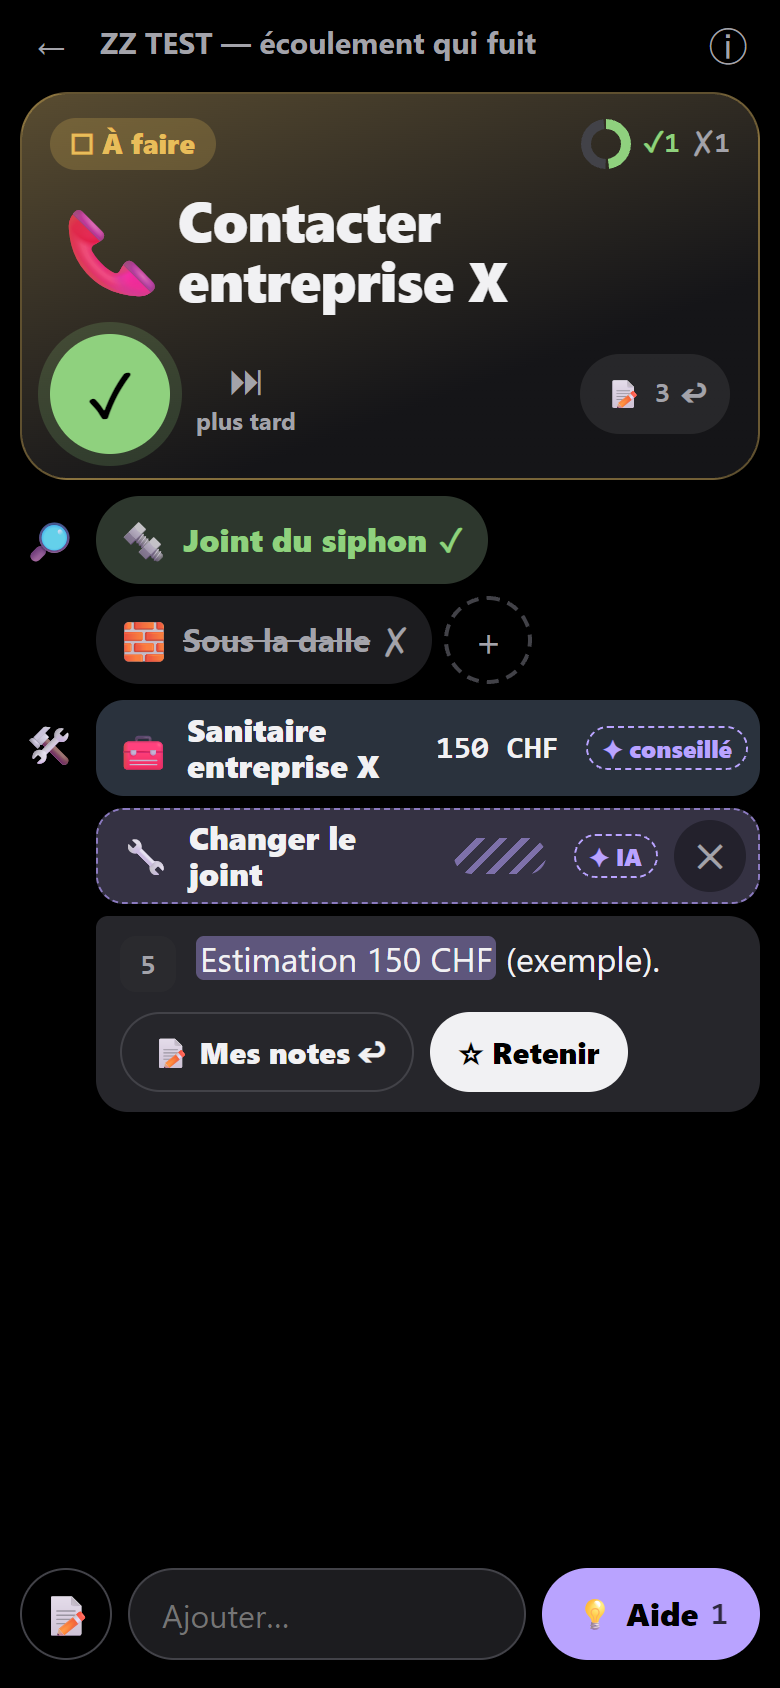 ← ZZ TEST — écoulement qui fuit ⓘ
☐ À faire ✓1 ✗1
Contacter
entreprise X
✓ plus tard 3 ↩
Joint du siphon ✓
Sous la dalle ✗ +
Sanitaire
entreprise X 150 CHF ✦ conseillé
Changer le
joint ✦ IA ×
5 Estimation 150 CHF (exemple).
Mes notes ↩ ☆ Retenir
Ajouter... Aide 1